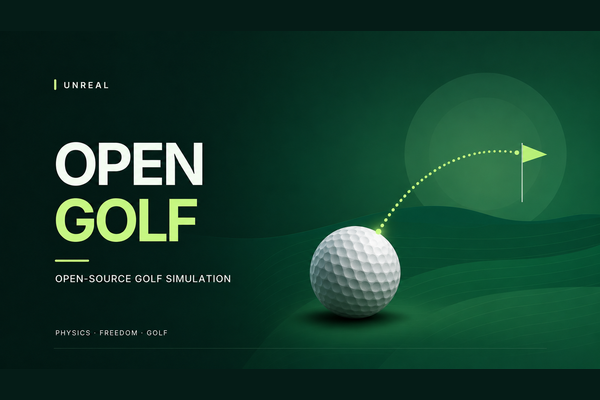 UNREAL
OPEN
GOLF
OPEN-SOURCE GOLF SIMULATION
PHYSICS · FREEDOM · GOLF